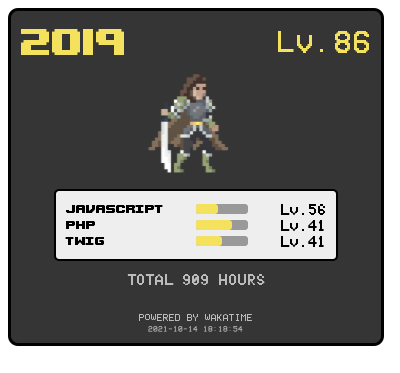 2019 Lv.86
JAVASCRIPT Lv.56
PHP Lv.41
TWIG Lv.41
TOTAL 909 HOURS
POWERED BY WAKATIME
2021-10-14 18:18:54